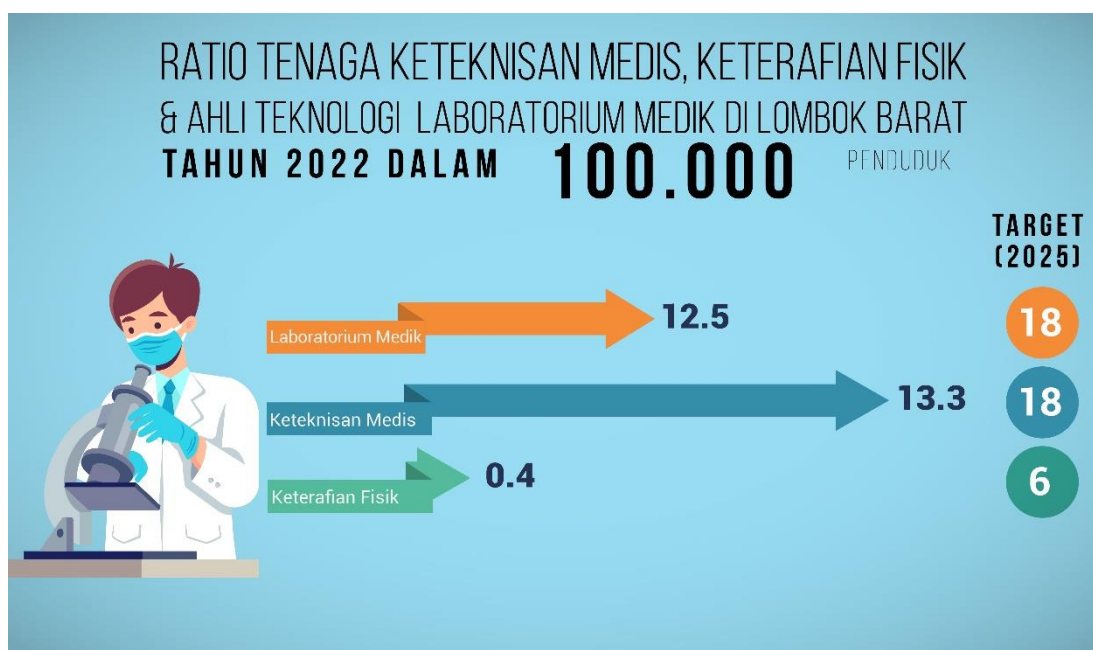 RATIO TENAGA KETEKNISAN MEDIS, KETERAFIAN FISIK
& AHLI TEKNOLOGI LABORATORIUM MEDIK DI LOMBOK BARAT
TAHUN 2022 DALAM 100.000 PENDUDUK
TARGET
(2025)
Laboratorium Medik 12.5 18
Keteknisan Medis 13.3 18
Keterafian Fisik 0.4 6